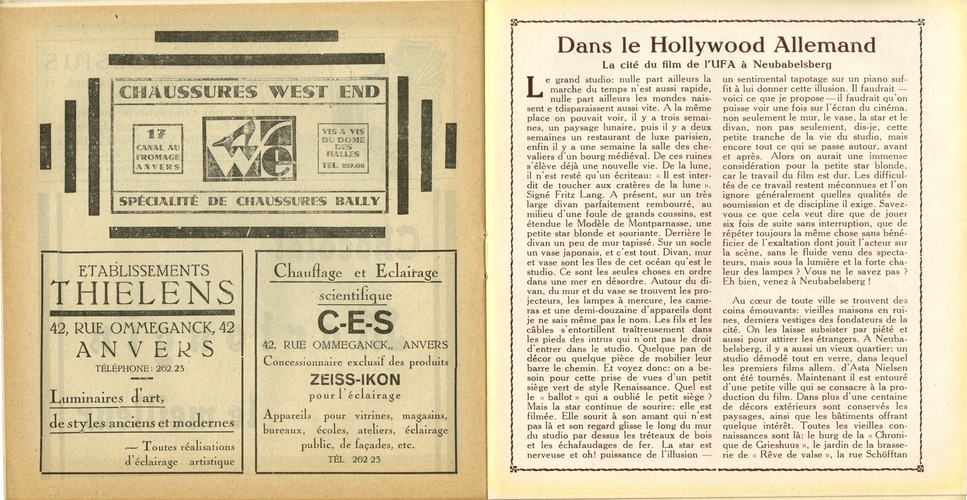 CHAUSSURES WEST END
17
CANAL AU
FROMAGE
ANVERS
WE
VIS A VIS
DU DOME
DES
HALLES
TEL. 257.08
SPÉCIALITÉ DE CHAUSSURES BALLY
ETABLISSEMENTS
THIELENS
42, RUE OMMEGANCK, 42
ANVERS
TÉLÉPHONE: 262.23
Luminaires d'art,
de styles anciens et modernes
— Toutes réalisations
d'éclairage artistique
Chauffage et Eclairage
scientifique
C-E-S
42, RUE OMMEGANCK,, ANVERS
Concessionnaire exclusif des produits
ZEISS-IKON
pour l'éclairage
Appareils pour vitrines, magasins,
bureaux, écoles, ateliers, éclairage
public, de façades, etc.
TÉL. 262 23
Dans le Hollywood Allemand
La cité du film de l'UFA à Neubabelsberg
Le grand studio: nulle part ailleurs la
marche du temps n'est aussi rapide,
nulle part ailleurs les mondes nais-
sent e tdisparaissent aussi vite. A la même
place on pouvait voir, il y a trois semai-
nes, un paysage lunaire, puis il y a deux
semaines un restaurant de luxe parisien,
enfin il y a une semaine la salle des che-
valiers d'un bourg médiéval. De ces ruines
s'élève déjà une nouvelle vie. De la lune,
il n'est resté qu'un écriteau: « Il est inter-
dit de toucher aux cratères de la lune ».
Signé Fritz Lang. A présent, sur un très
large divan parfaitement rembourré, au
milieu d'une foule de grands coussins, est
étendue le Modèle de Montparnasse, une
petite star blonde et souriante. Derrière le
divan un peu de mur tapissé. Sur un socle
un vase japonais, et c'est tout. Divan, mur
et vase sont les îles de cet océan qu'est le
studio. Ce sont les seules choses en ordre
dans une mer en désordre. Autour du di-
van, du mur et du vase se trouvent les pro-
jecteurs, les lampes à mercure, les came-
ras et une demi-douzaine d'appareils dont
je ne sais même pas le nom. Les fils et les
câbles s'entortillent traîtreusement dans
les pieds des intrus qui n'ont pas le droit
d'entrer dans le studio. Quelque pan de
décor ou quelque pièce de mobilier leur
barre le chemin. Et voyez donc: on a be-
soin pour cette prise de vues d'un petit
siège vert de style Renaissance. Quel est
le « ballot » qui a oublié le petit siège ?
Mais la star continue de sourire: elle est
filmée. Elle sourit à son amant qui n'est
pas là et son regard glisse le long du mur
du studio par dessus les tréteaux de bois
et les échafaudages de fer. La star est
nerveuse et oh! puissance de l'illusion —
un sentimental tapotage sur un piano suf-
fit à lui donner cette illusion. Il faudrait —
voici ce que je propose — il faudrait qu'on
puisse voir une fois sur l'écran du cinéma.
non seulement le mur, le vase, la star et le
divan, non pas seulement, dis-je, cette
petite tranche de la vie du studio, mais
encore tout ce qui se passe autour, avant
et après. Alors on aurait une immense
considération pour la petite star blonde,
car le travail du film est dur. Les difficul-
tés de ce travail restent méconnues et l'on
ignore généralement quelles qualités de
soumission et de discipline il exige. Savez-
vous ce que cela veut dire que de jouer
six fois de suite sans interruption, que de
répéter toujours la même chose sans béné-
ficier de l'exaltation dont jouit l'acteur sur
la scène, sans le fluide venu des specta-
teurs, mais sous la lumière et la forte cha-
leur des lampes ? Vous ne le savez pas ?
Eh bien, venez à Neubabelsberg !
Au cœur de toute ville se trouvent des
coins émouvants: vieilles maisons en rui-
nes, derniers vestiges des fondateurs de la
cité. On les laisse subsister par piété et
aussi pour attirer les étrangers. A Neuba-
belsberg, il y a aussi un vieux quartier: un
studio démodé tout en verre, dans lequel
les premiers films allem. d'Asta Nielsen
ont été tournés. Maintenant il est entouré
d'une petite ville qui se consacre à la pro-
duction du film. Dans plus d'une centaine
de décors extérieurs sont conservés les
paysages, ainsi que les bâtiments offrant
quelque intérêt. Toutes les vieilles con-
naissances sont là: le burg de la « Chroni-
que de Grieshuus », le jardin de la brasse-
rie de « Rêve de valse », la rue Schöfftan